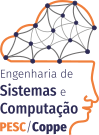 Engenharia de
Sistemas e
Computação
PESC/Coppe